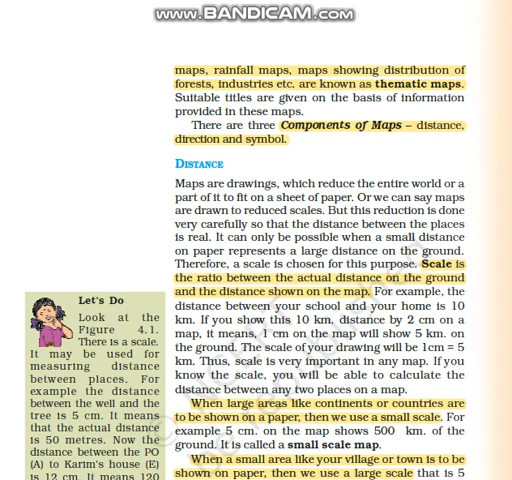 www.BANDICAM.com
maps, rainfall maps, maps showing distribution of
forests, industries etc. are known as thematic maps.
Suitable titles are given on the basis of information
provided in these maps.
There are three Components of Maps – distance,
direction and symbol.
DISTANCE
Maps are drawings, which reduce the entire world or a
part of it to fit on a sheet of paper. Or we can say maps
are drawn to reduced scales. But this reduction is done
very carefully so that the distance between the places
is real. It can only be possible when a small distance
on paper represents a large distance on the ground.
Therefore, a scale is chosen for this purpose. Scale is
the ratio between the actual distance on the ground
and the distance shown on the map. For example, the
distance between your school and your home is 10
km. If you show this 10 km. distance by 2 cm on a
map, it means 1 cm on the map will show 5 km. on
the ground. The scale of your drawing will be 1cm = 5
km. Thus, scale is very important in any map. If you
know the scale, you will be able to calculate the
distance between any two places on a map.
When large areas like continents or countries are
to be shown on a paper, then we use a small scale. For
example 5 cm. on the map shows 500 km. of the
ground. It is called a small scale map.
When a small area like your village or town is to be
shown on paper, then we use a large scale that is 5
Let's Do
Look at the
Figure 4.1.
There is a scale.
It may be used for
measuring distance
between places. For
example the distance
between the well and the
tree is 5 cm. It means
that the actual distance
is 50 metres. Now the
distance between the PO
(A) to Karim's house (E)
is 12 cm. It means 120